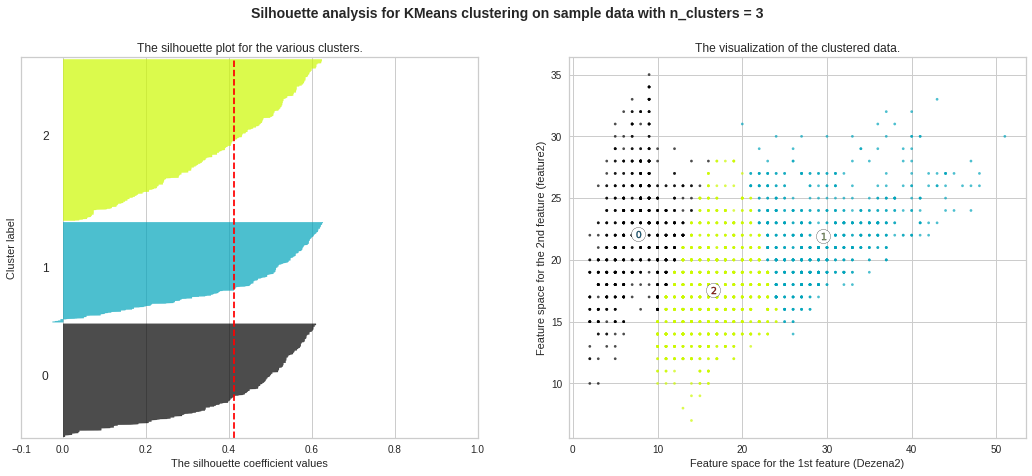 Silhouette analysis for KMeans clustering on sample data with n_clusters = 3
The silhouette plot for the various clusters.
Cluster label
2
1
0
-0.1 0.0 0.2 0.4 0.6 0.8 1.0
The silhouette coefficient values
The visualization of the clustered data.
Feature space for the 2nd feature (feature2)
35
30
25
20
15
10
0
1
2
0 10 20 30 40 50
Feature space for the 1st feature (Dezena2)